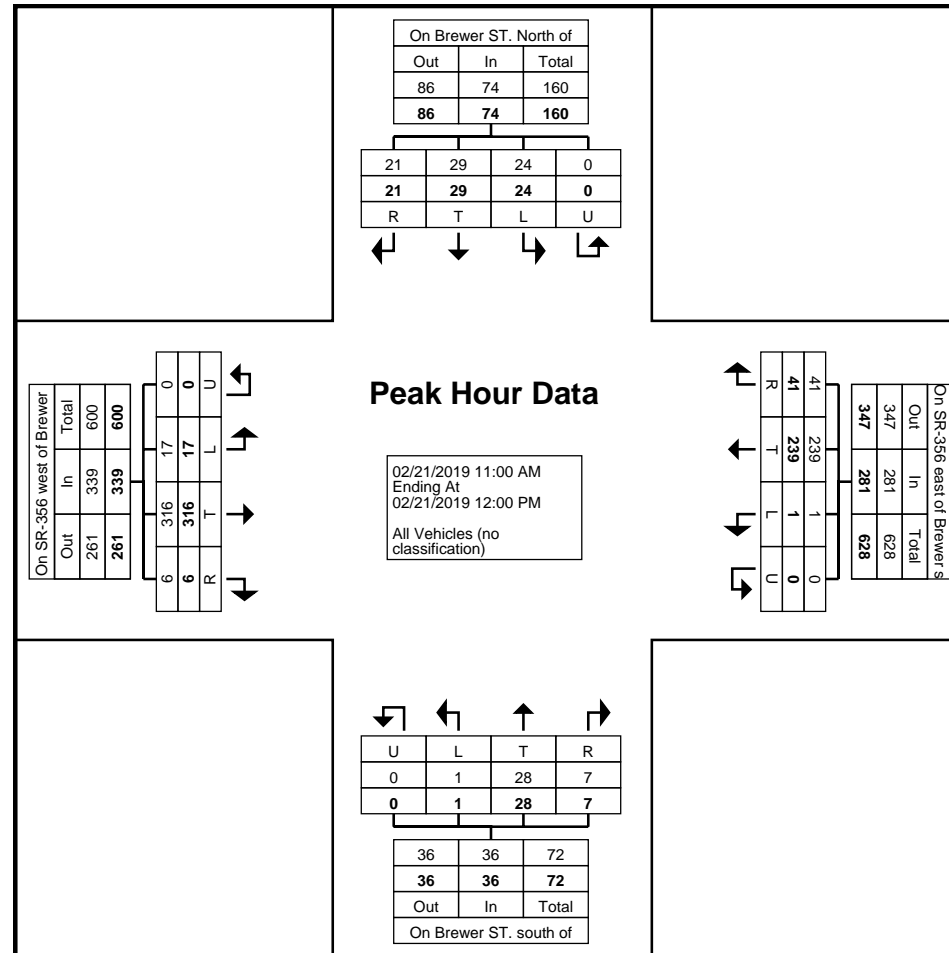 On Brewer ST. North of
Out In Total
86 74 160
86 74 160
21 29 24 0
21 29 24 0
R T L U
Peak Hour Data
02/21/2019 11:00 AM
Ending At
02/21/2019 12:00 PM
All Vehicles (no
classification)
On SR-356 west of Brewer
Out In Total
261 339 600
261 339 600
6 316 17 0
6 316 17 0
R T L U
On SR-356 east of Brewer s
Out In Total
347 281 628
347 281 628
41 239 1 0
41 239 1 0
R T L U
U L T R
0 1 28 7
0 1 28 7
36 36 72
36 36 72
Out In Total
On Brewer ST. south of